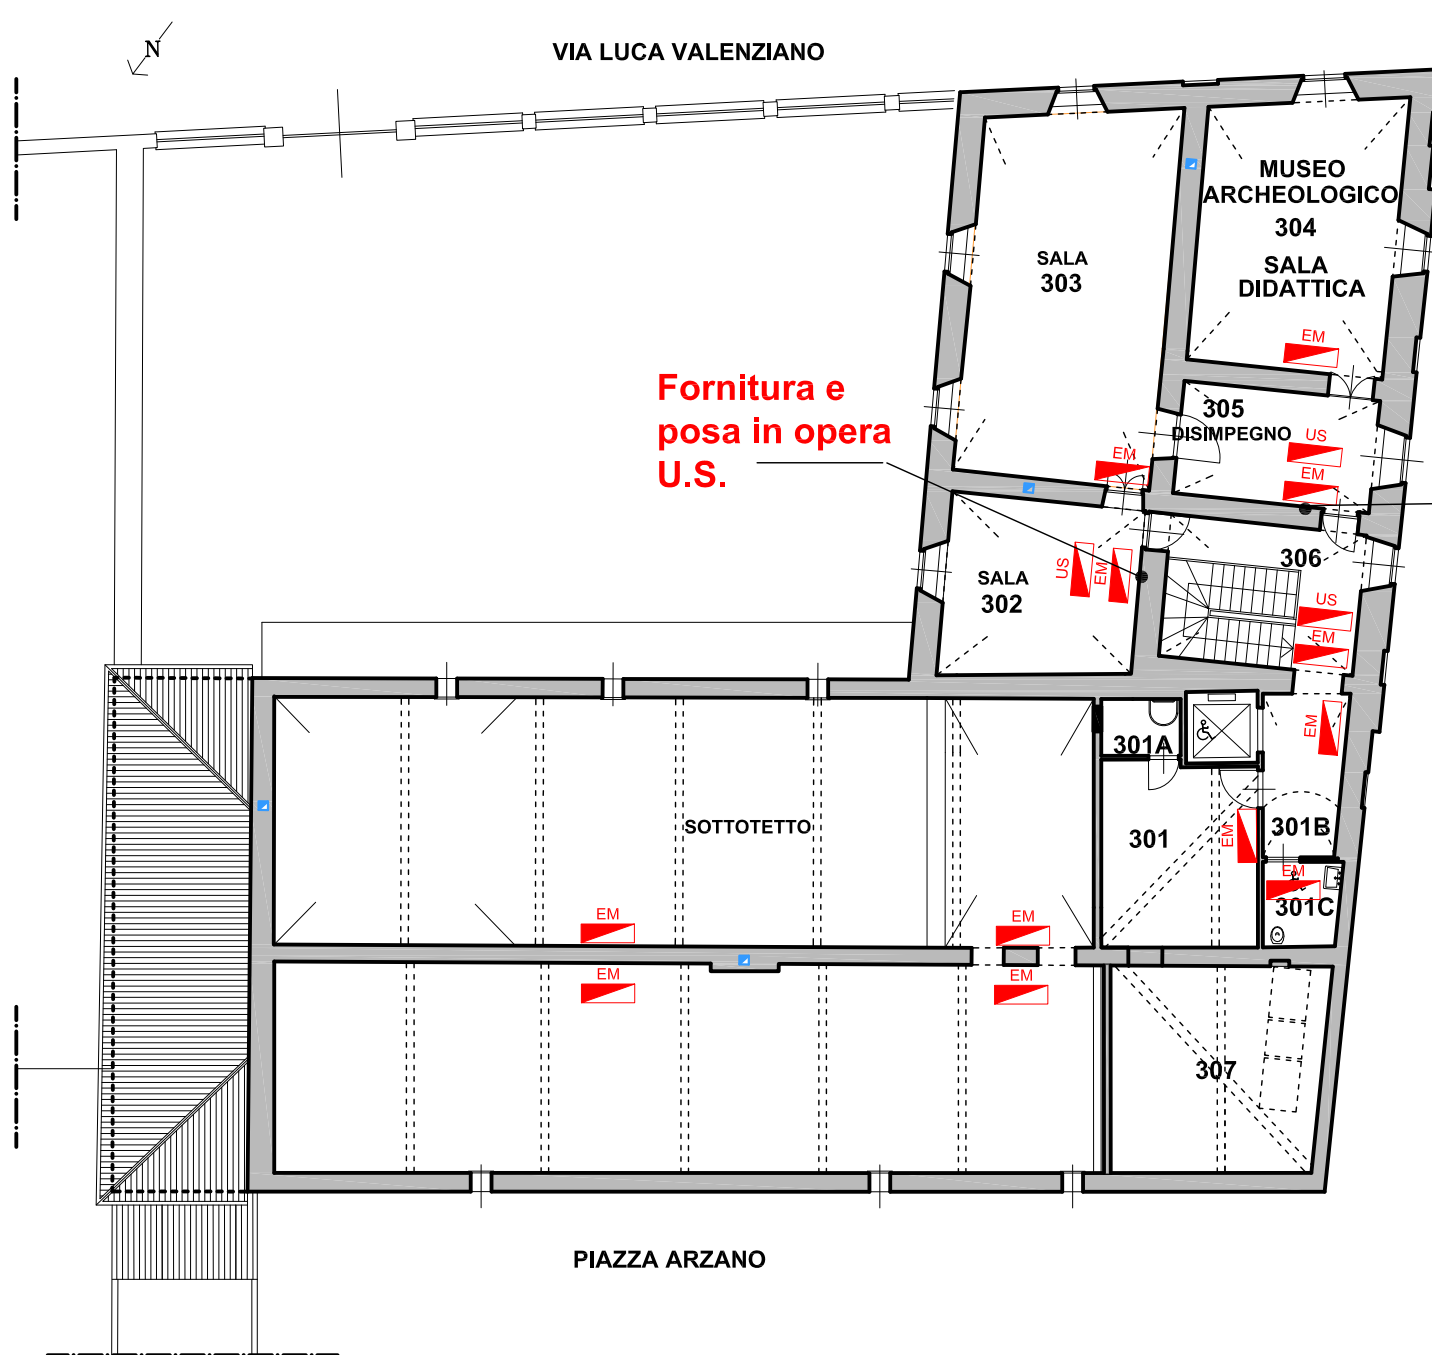 N
VIA LUCA VALENZIANO
MUSEO
ARCHEOLOGICO
304
SALA
DIDATTICA
EM
SALA
303
Fornitura e
posa in opera
U.S.
305
DISIMPEGNO
US
EM
EM
306
SALA
302
US
EM
US
EM
EM
301A
301
EM
301B
EM
301C
SOTTOTETTO
EM
EM
EM
EM
307
PIAZZA ARZANO